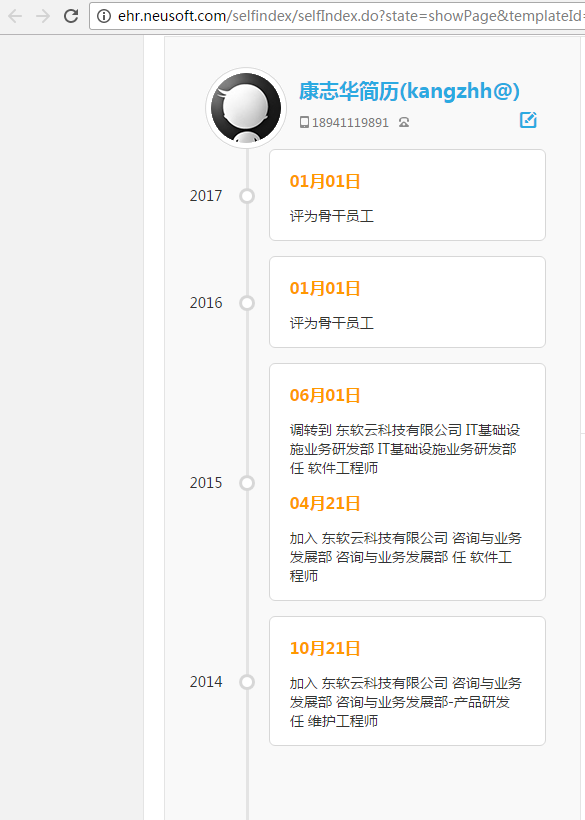 ehr.neusoft.com/selfindex/selfIndex.do?state=showPage&templateId=
康志华简历(kangzhh@)
18941119891
2017
01月01日
评为骨干员工
2016
01月01日
评为骨干员工
06月01日
调转到 东软云科技有限公司 IT基础设
施业务研发部 IT基础设施业务研发部
任 软件工程师
2015
04月21日
加入 东软云科技有限公司 咨询与业务
发展部 咨询与业务发展部 任 软件工
程师
10月21日
2014
加入 东软云科技有限公司 咨询与业务
发展部 咨询与业务发展部-产品研发
任 维护工程师